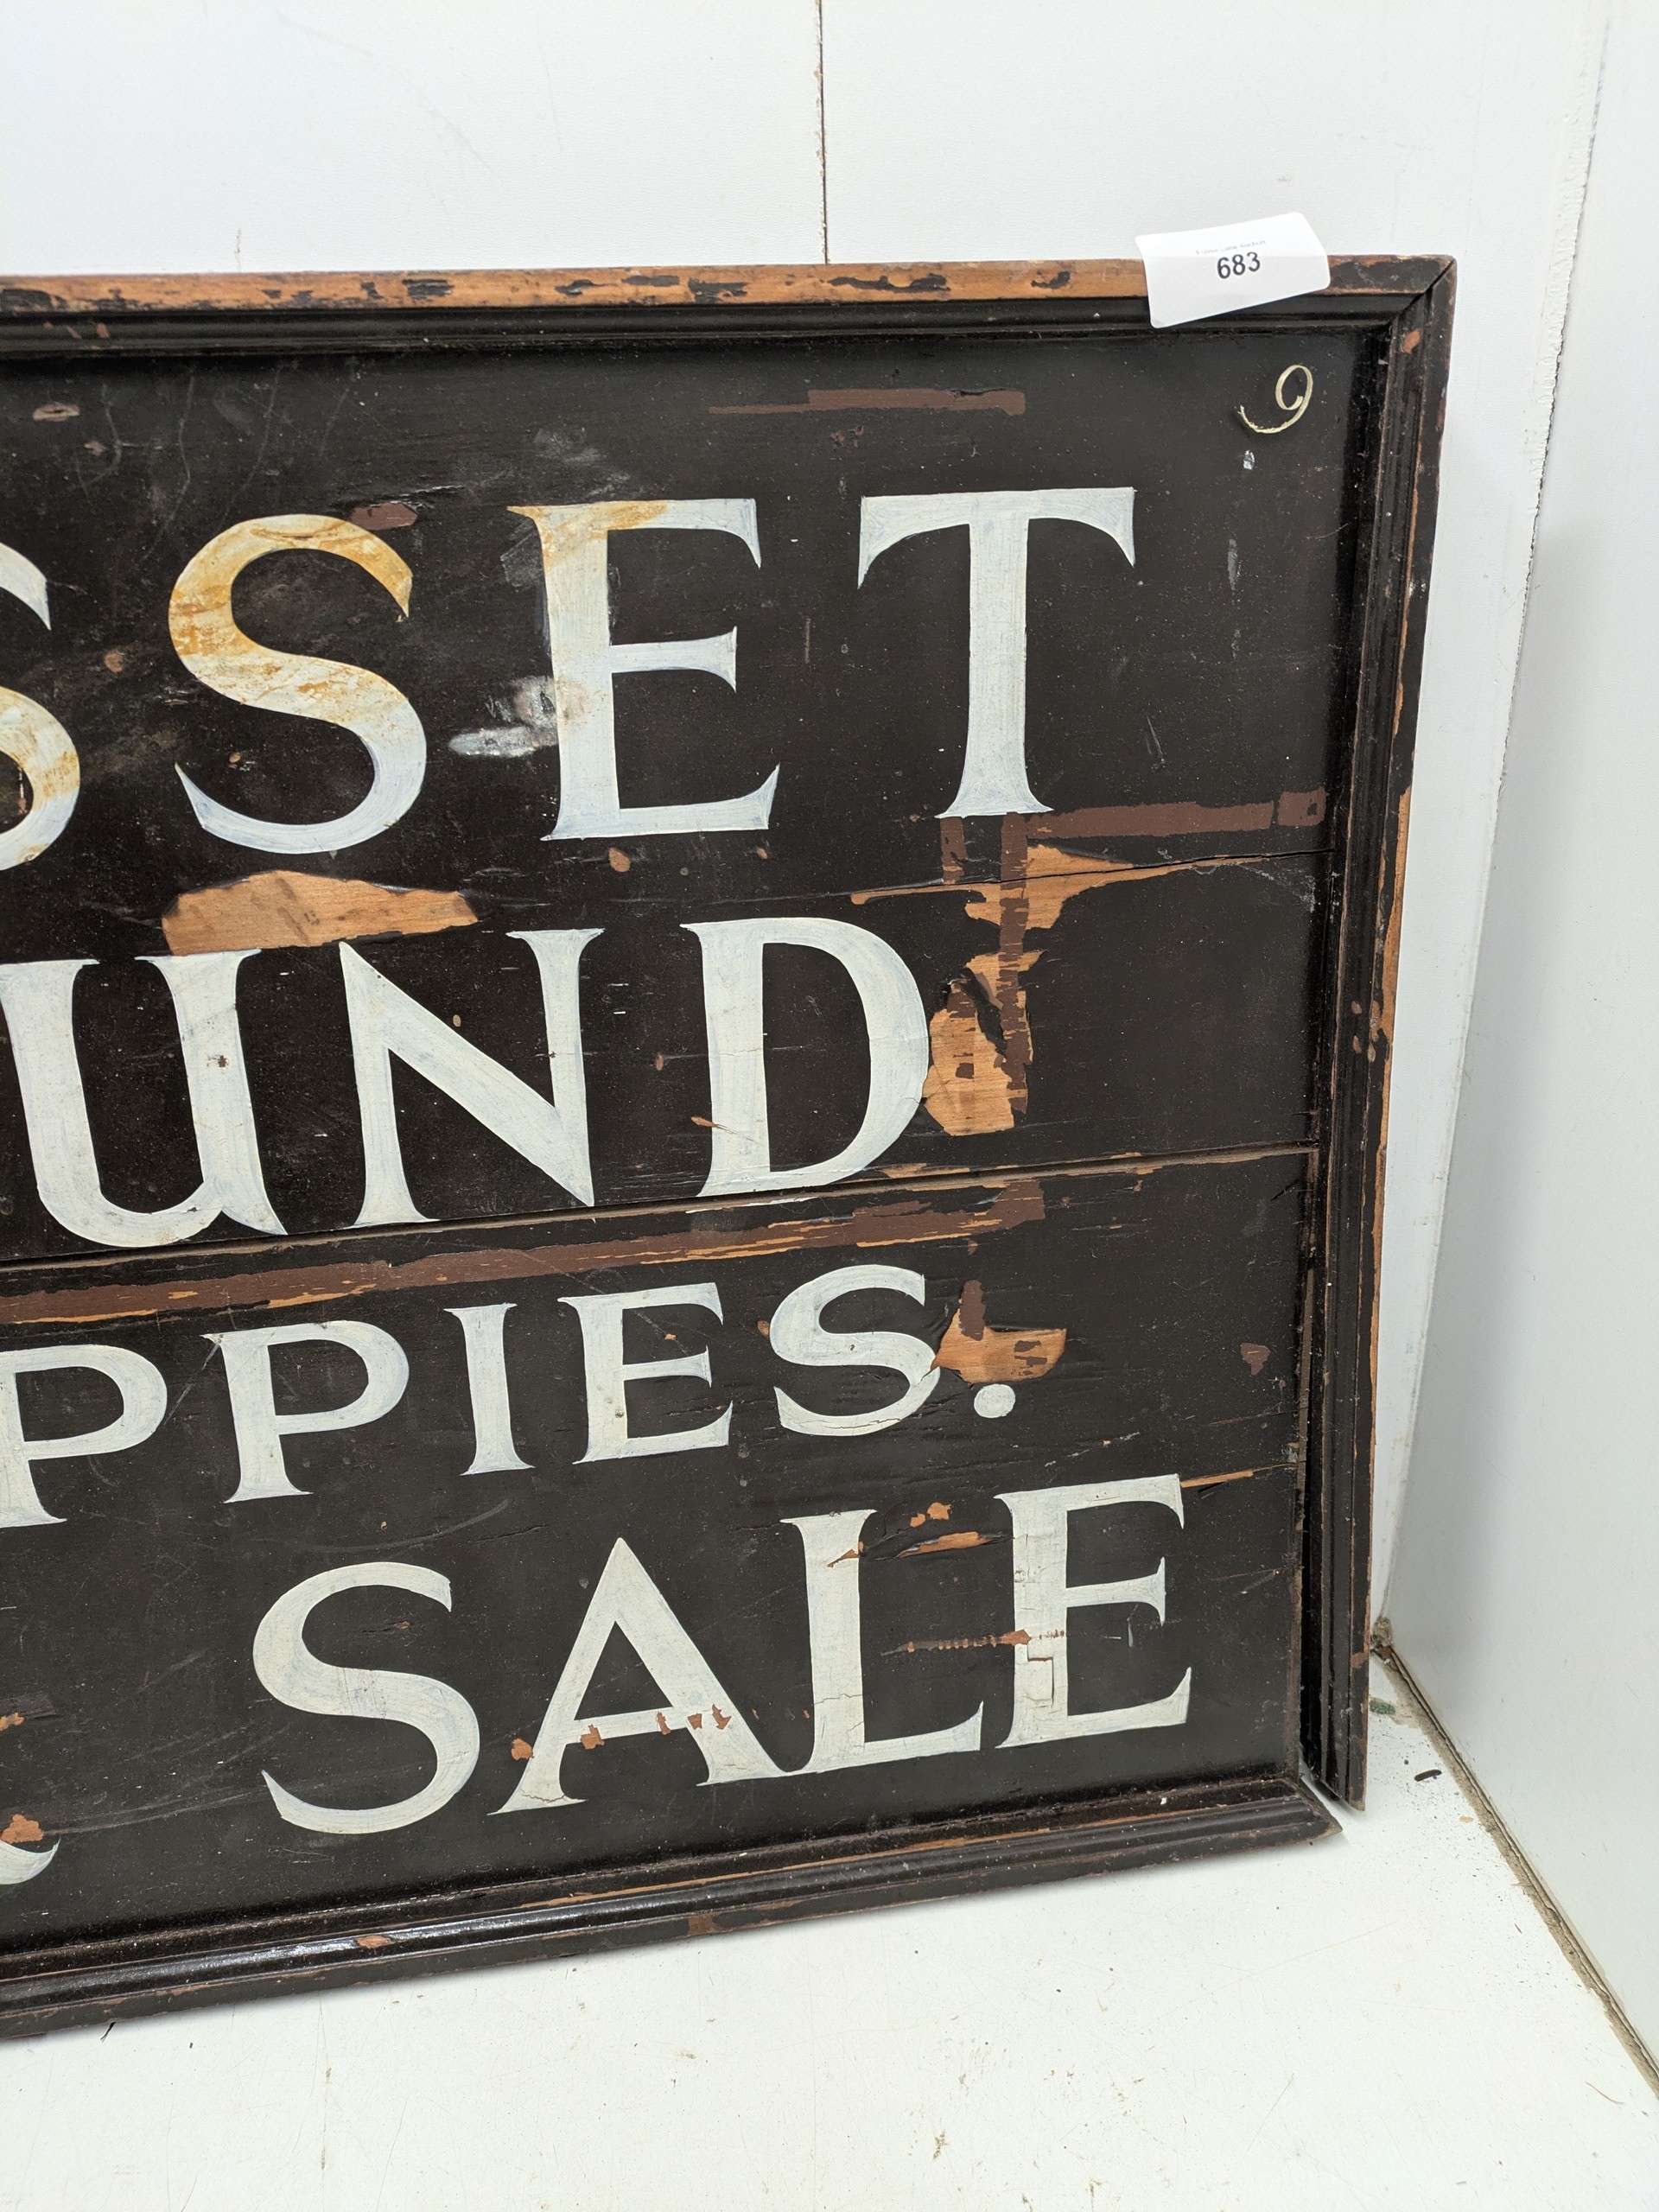 683
9
SSET
UND
PPIES.
R SALE